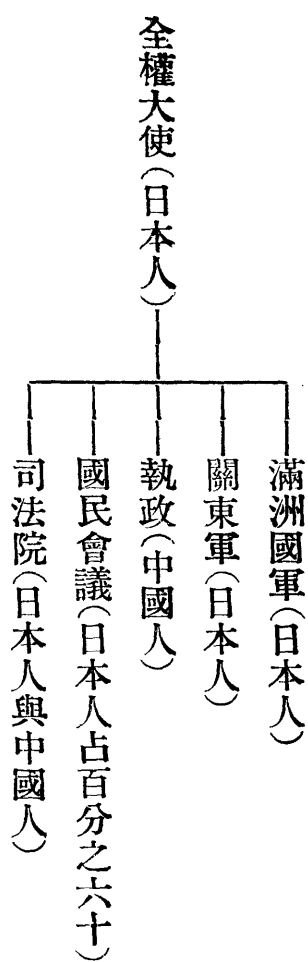 全權大使(日本人)
滿洲國軍(日本人)
關東軍(日本人)
執政(中國人)
國民會議(日本人占百分之六十)
司法院(日本人與中國人)